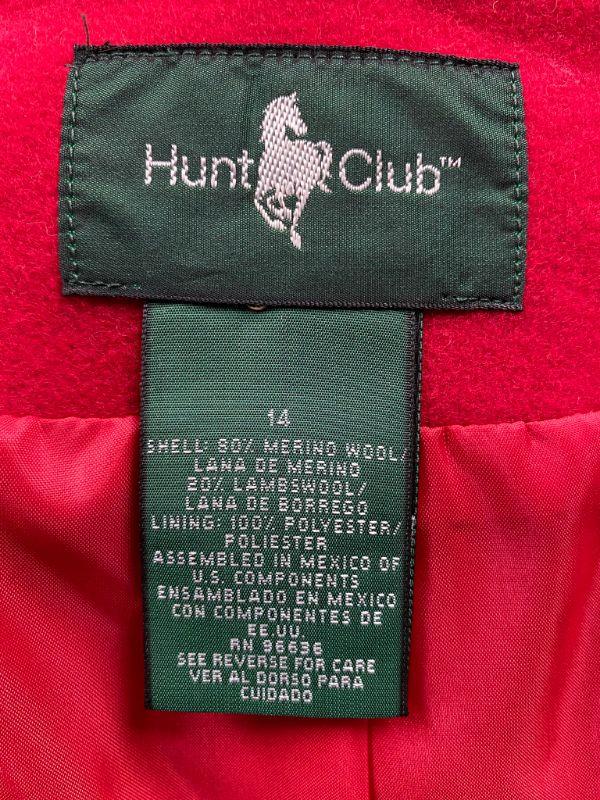 Hunt Club™
14
SHELL: 80% MERINO WOOL/
LANA DE MERINO
20% LAMBSWOOL/
LANA DE BORREGO
LINING: 100% POLYESTER/
POLIESTER
ASSEMBLED IN MEXICO OF
U.S. COMPONENTS
ENSAMBLADO EN MEXICO
CON COMPONENTES DE
EE.UU.
RN 96636
SEE REVERSE FOR CARE
VER AL DORSO PARA
CUIDADO